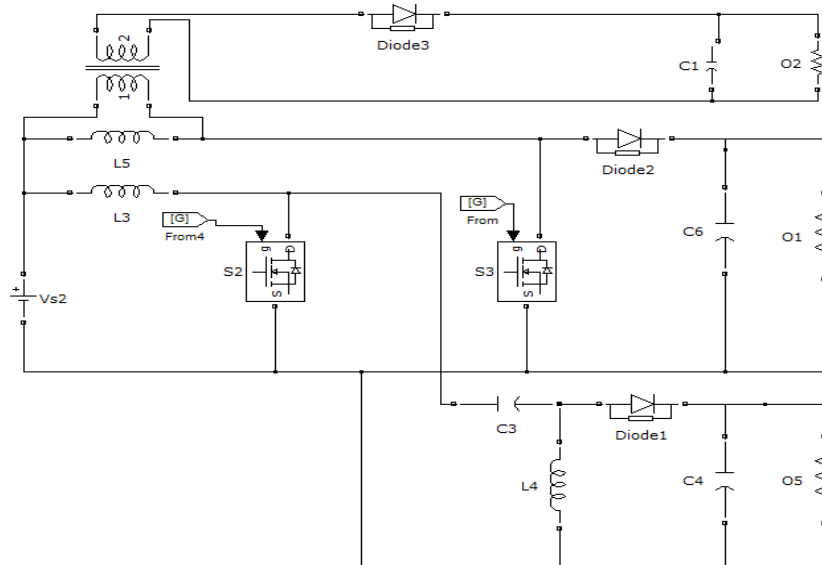 2
Diode3
C1
O2
1
L5
Diode2
L3
[G]
From4
[G]
From
C6
O1
g
D
S2
S
g
D
S3
S
+
Vs2
C3
Diode1
L4
C4
O5